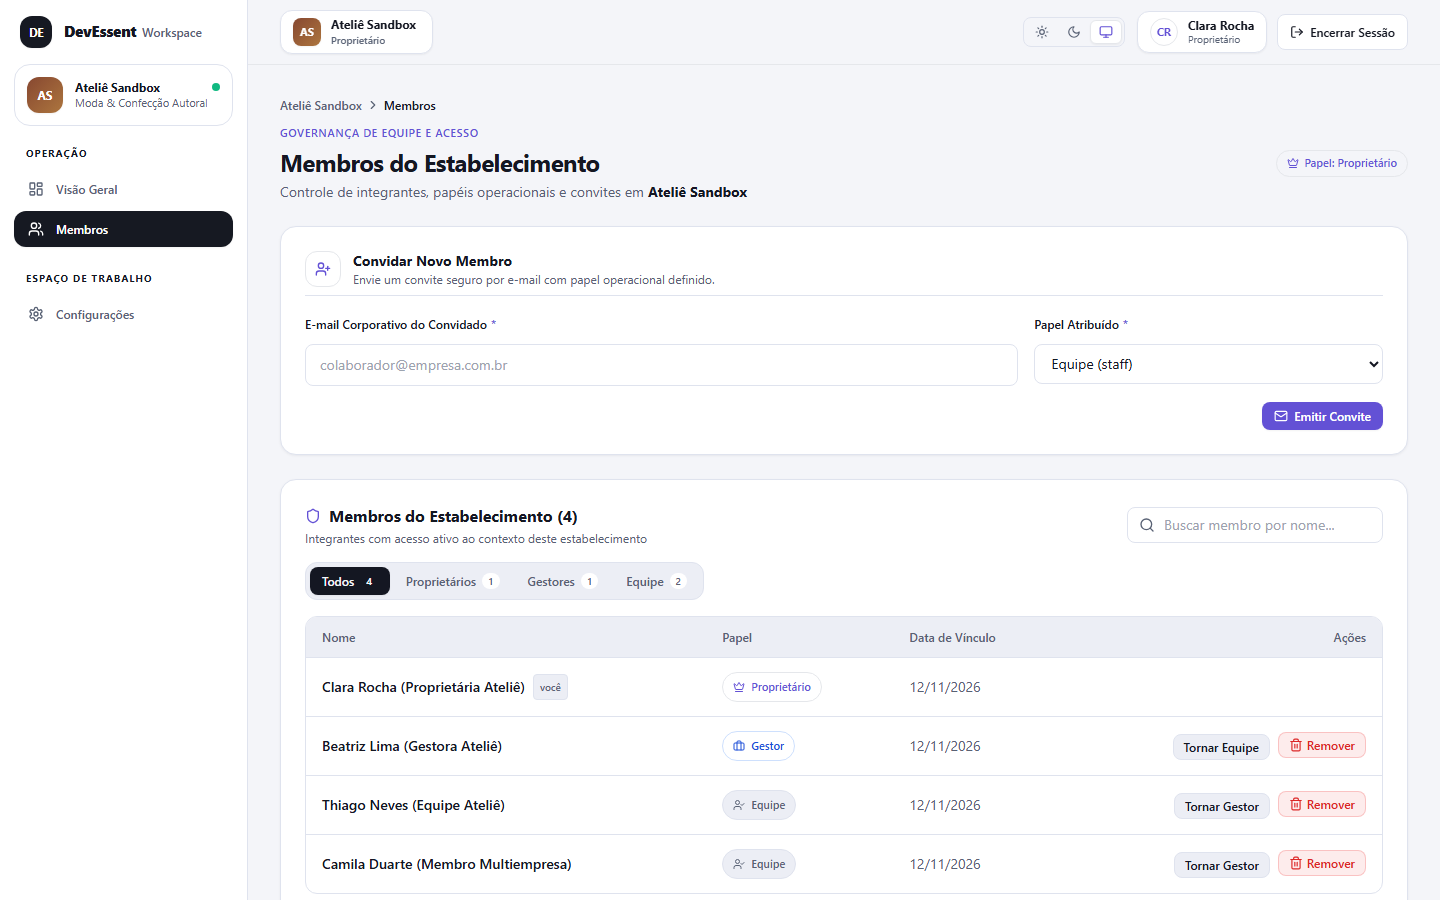 DE DevEssent Workspace
AS Ateliê Sandbox
Moda & Confecção Autoral
OPERAÇÃO
Visão Geral
Membros
ESPAÇO DE TRABALHO
Configurações
AS Ateliê Sandbox
Proprietário
CR Clara Rocha
Proprietário
Encerrar Sessão
Ateliê Sandbox > Membros
GOVERNANÇA DE EQUIPE E ACESSO
Membros do Estabelecimento
Papel: Proprietário
Controle de integrantes, papéis operacionais e convites em Ateliê Sandbox
Convidar Novo Membro
Envie um convite seguro por e-mail com papel operacional definido.
E-mail Corporativo do Convidado *
Papel Atribuído *
colaborador@empresa.com.br
Equipe (staff)
Emitir Convite
Membros do Estabelecimento (4)
Integrantes com acesso ativo ao contexto deste estabelecimento
Buscar membro por nome...
Todos 4 Proprietários 1 Gestores 1 Equipe 2
Nome Papel Data de Vínculo Ações
Clara Rocha (Proprietária Ateliê) você Proprietário 12/11/2026
Beatriz Lima (Gestora Ateliê) Gestor 12/11/2026 Tornar Equipe Remover
Thiago Neves (Equipe Ateliê) Equipe 12/11/2026 Tornar Gestor Remover
Camila Duarte (Membro Multiempresa) Equipe 12/11/2026 Tornar Gestor Remover